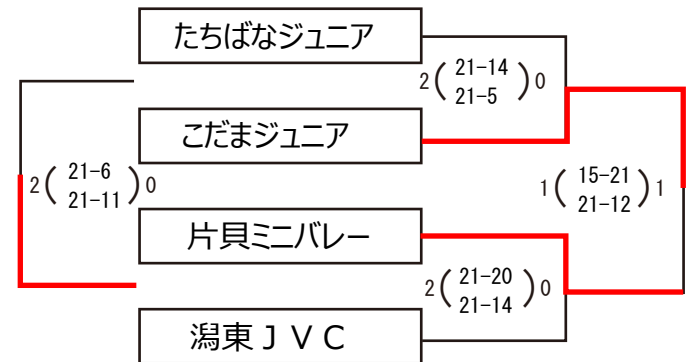 たちばなジュニア
2( 21-14 )0
21-5
こだまジュニア
2( 21-6 )0
21-11
1( 15-21 )1
21-12
片貝ミニバレー
2( 21-20 )0
21-14
潟東ＪＶＣ